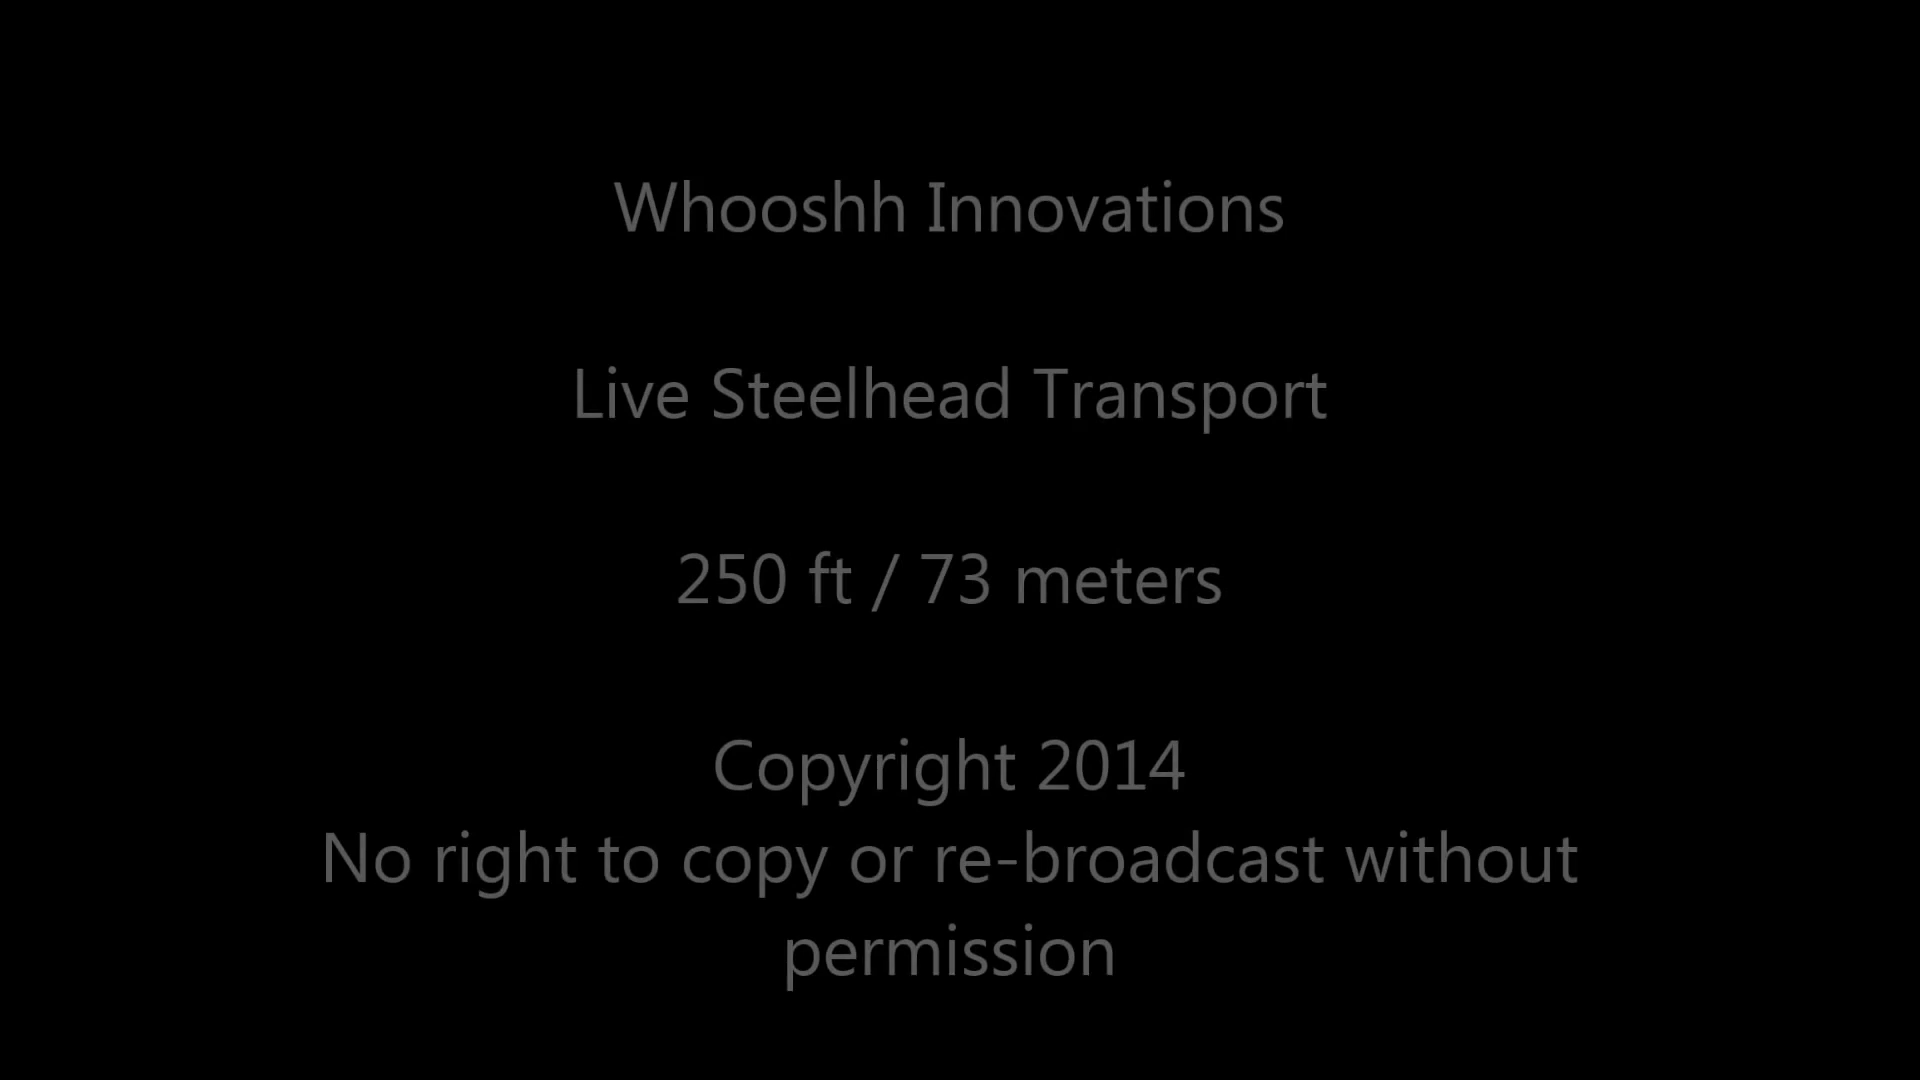 Whooshh Innovations
Live Steelhead Transport
250 ft / 73 meters
Copyright 2014
No right to copy or re-broadcast without
permission